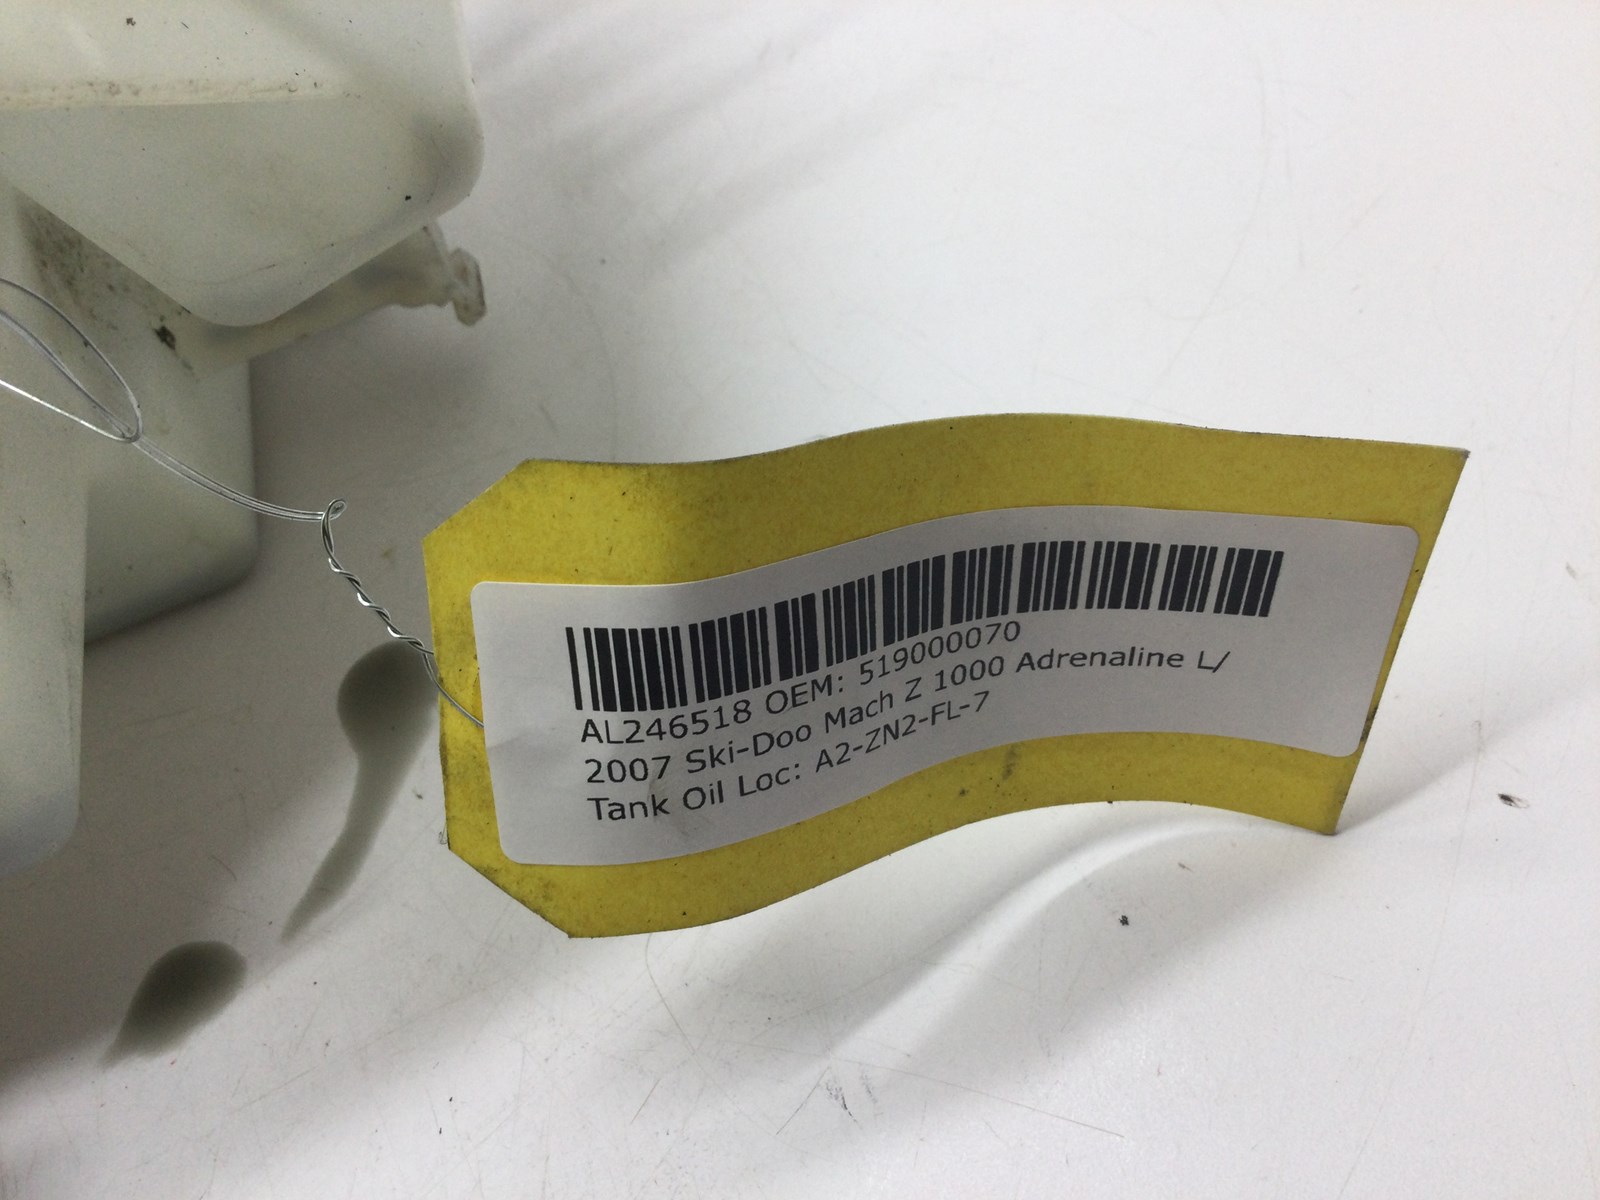 AL246518 OEM: 519000070
2007 Ski-Doo Mach Z 1000 Adrenaline L/
Tank Oil Loc: A2-ZN2-FL-7